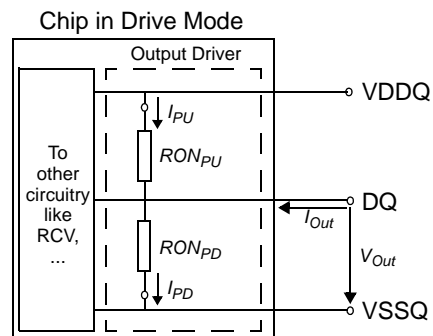 Chip in Drive Mode
Output Driver
VDDQ
I_PU
To
other
circuitry
like
RCV,
...
RON_PU
DQ
I_Out
RON_PD
V_Out
I_PD
VSSQ